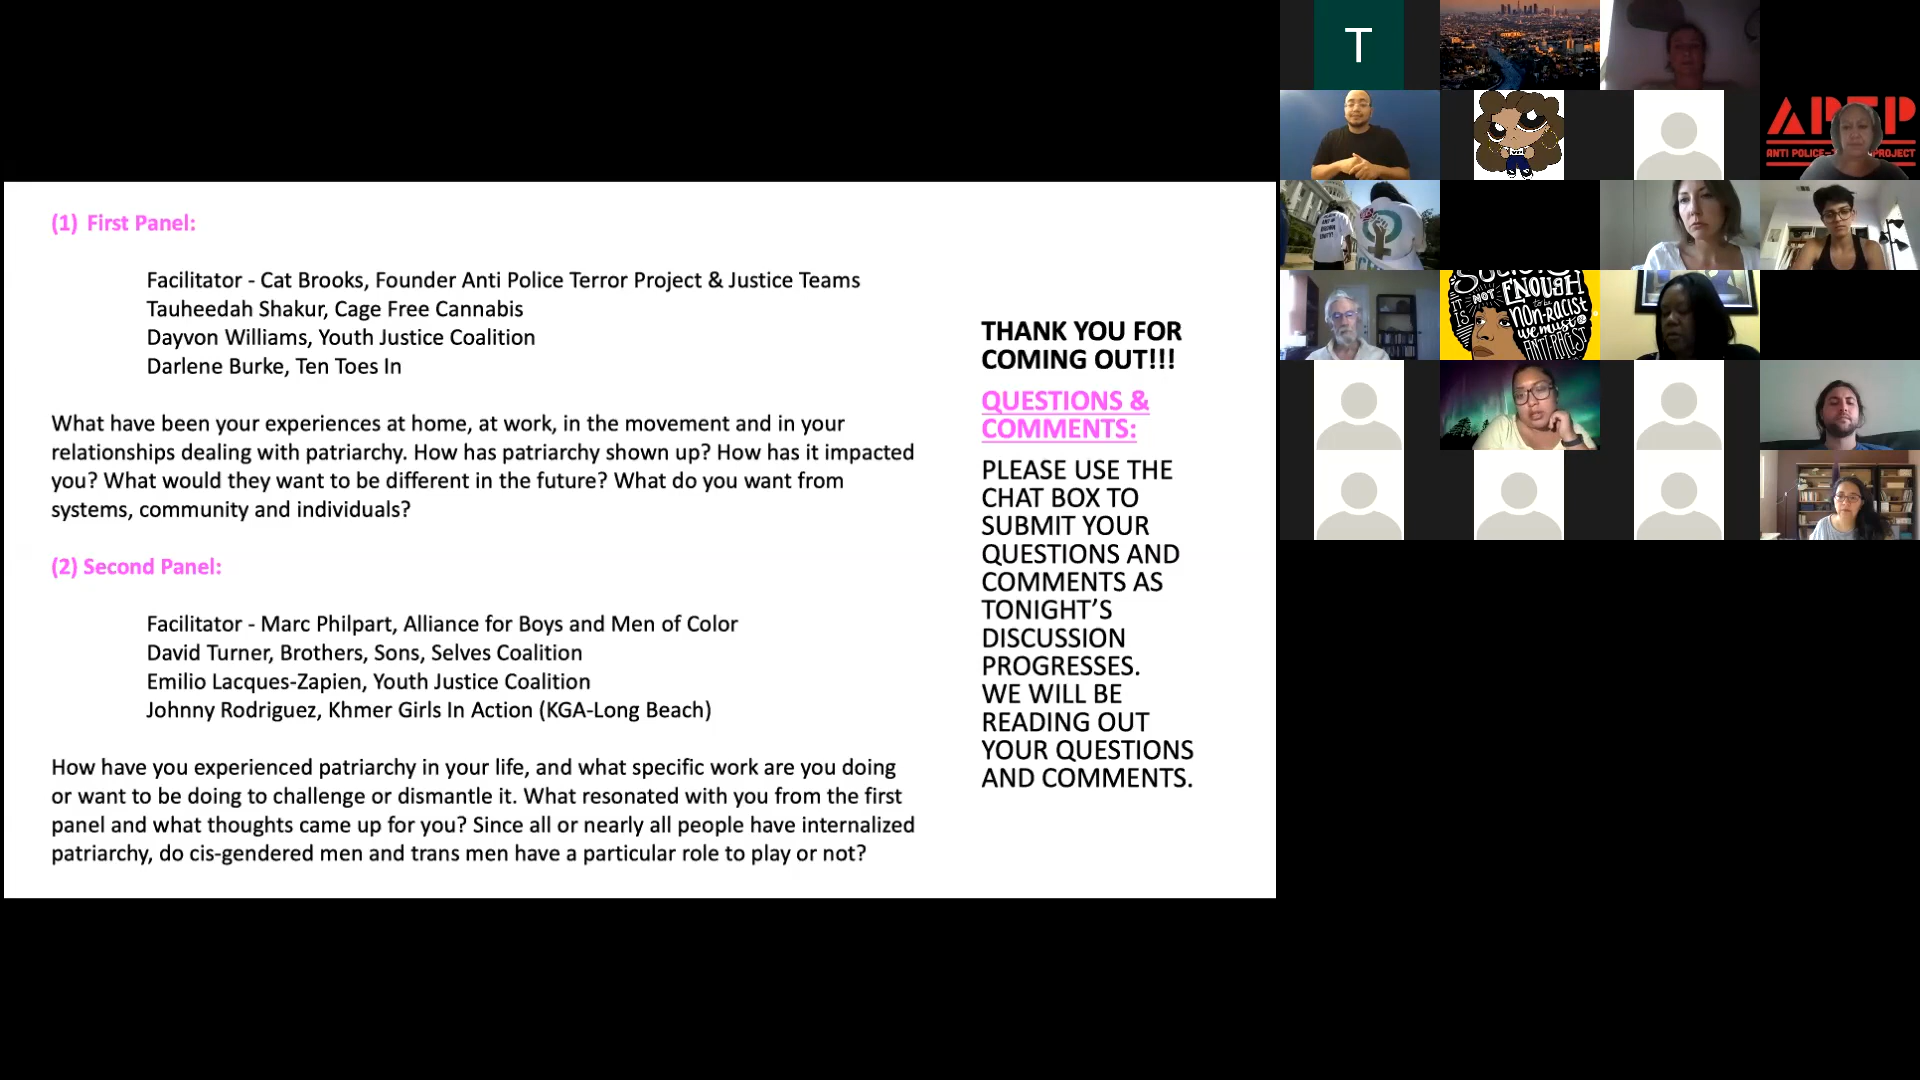 (1) First Panel:
Facilitator - Cat Brooks, Founder Anti Police Terror Project & Justice Teams
Tauheedah Shakur, Cage Free Cannabis
Dayvon Williams, Youth Justice Coalition
Darlene Burke, Ten Toes In
What have been your experiences at home, at work, in the movement and in your
relationships dealing with patriarchy. How has patriarchy shown up? How has it impacted
you? What would they want to be different in the future? What do you want from
systems, community and individuals?
(2) Second Panel:
Facilitator - Marc Philpart, Alliance for Boys and Men of Color
David Turner, Brothers, Sons, Selves Coalition
Emilio Lacques-Zapien, Youth Justice Coalition
Johnny Rodriguez, Khmer Girls In Action (KGA-Long Beach)
How have you experienced patriarchy in your life, and what specific work are you doing
or want to be doing to challenge or dismantle it. What resonated with you from the first
panel and what thoughts came up for you? Since all or nearly all people have internalized
patriarchy, do cis-gendered men and trans men have a particular role to play or not?
THANK YOU FOR
COMING OUT!!!
QUESTIONS &
COMMENTS:
PLEASE USE THE
CHAT BOX TO
SUBMIT YOUR
QUESTIONS AND
COMMENTS AS
TONIGHT’S
DISCUSSION
PROGRESSES.
WE WILL BE
READING OUT
YOUR QUESTIONS
AND COMMENTS.
T
ANTI POLICE- PROJECT
IT IS NOT ENOUGH
to be
non-racist
we must be
ANTI-RACIST